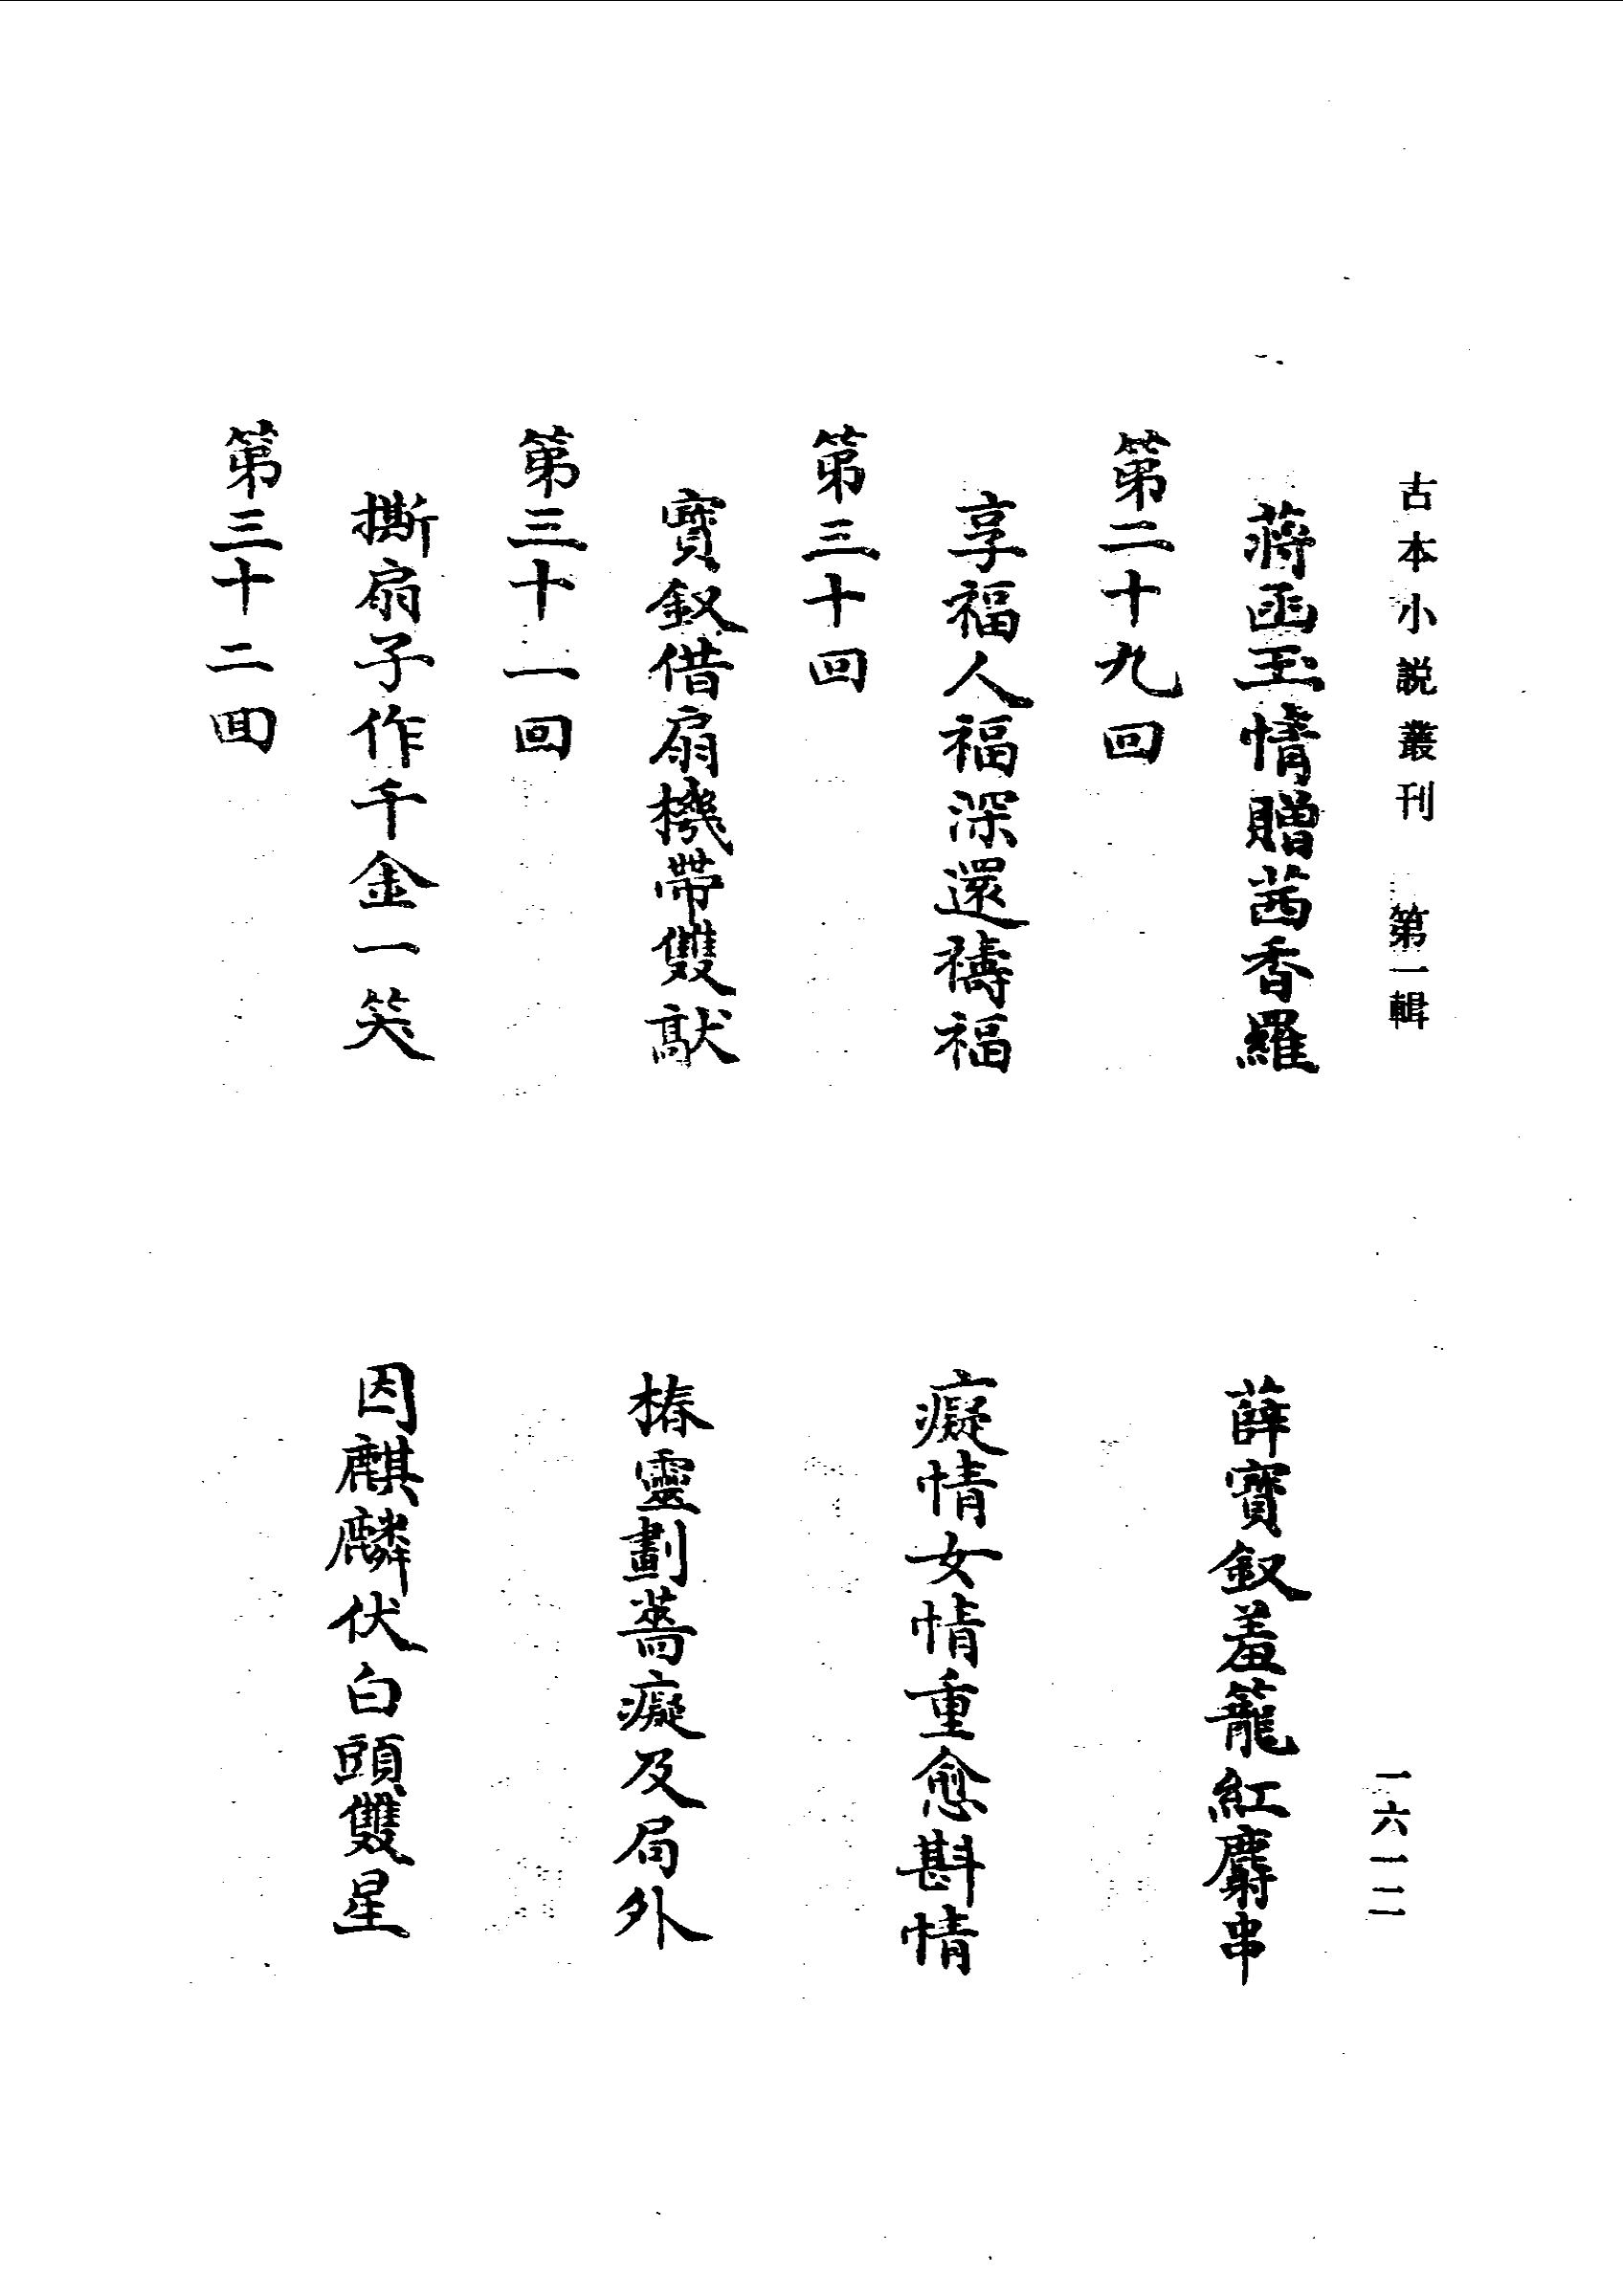 古本小説叢刊 第一輯
一六一二
蔣函玉情贈茜香羅 薛寶釵羞籠紅麝串
第二十九回
享福人福深還禱福 癡情女情重愈斟情
第三十回
寶釵借扇機帶雙敲 椿靈劃薔癡及局外
第三十一回
撕扇子作千金一笑 因麒麟伏白頭雙星
第三十二回